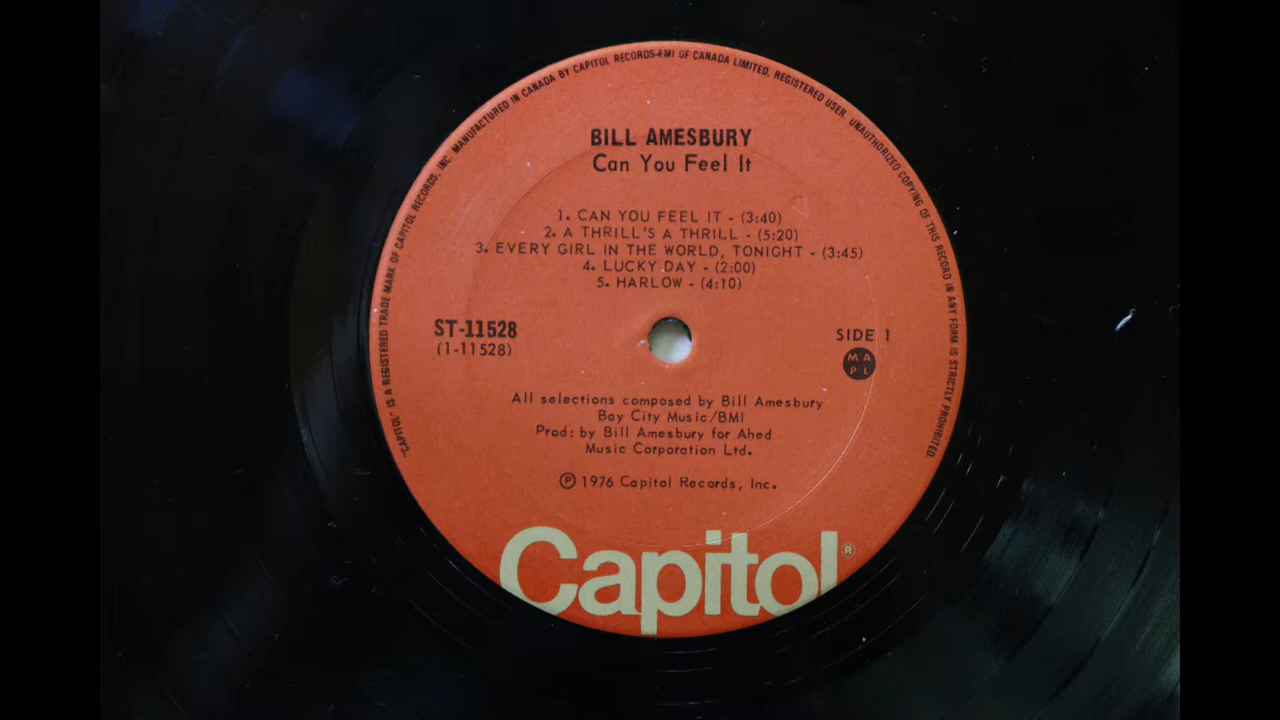 "CAPITOL" IS A REGISTERED TRADE MARK OF CAPITOL RECORDS, INC. MANUFACTURED IN CANADA BY CAPITOL RECORDS-EMI OF CANADA LIMITED, REGISTERED USER. UNAUTHORIZED COPYING OF THIS RECORD IN ANY FORM IS STRICTLY PROHIBITED.
BILL AMESBURY
Can You Feel It
1. CAN YOU FEEL IT - (3:40)
2. A THRILL'S A THRILL - (5:20)
3. EVERY GIRL IN THE WORLD, TONIGHT - (3:45)
4. LUCKY DAY - (2:00)
5. HARLOW - (4:10)
ST-11528
(1-11528)
SIDE 1
M A
P L
All selections composed by Bill Amesbury
Bay City Music/BMI
Prod: by Bill Amesbury for Ahed
Music Corporation Ltd.
℗ 1976 Capitol Records, Inc.
Capitol®